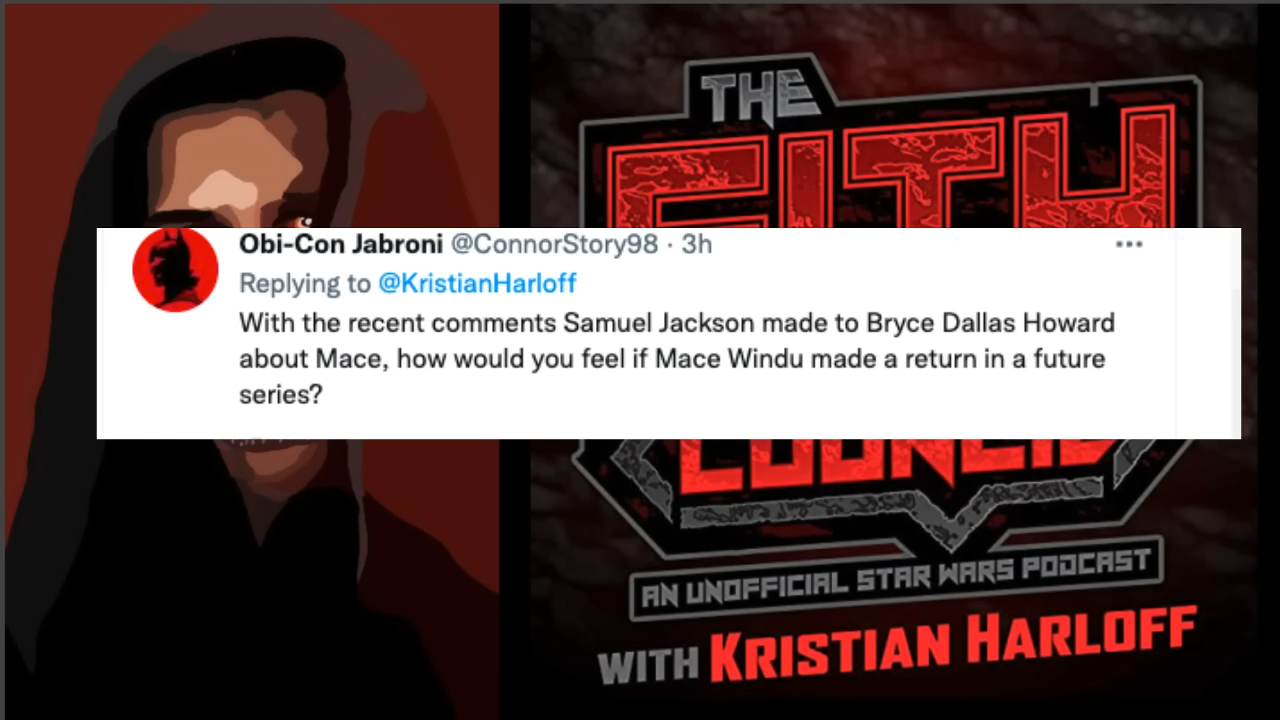 THE
SITH
Obi-Con Jabroni @ConnorStory98 · 3h
Replying to @KristianHarloff
With the recent comments Samuel Jackson made to Bryce Dallas Howard
about Mace, how would you feel if Mace Windu made a return in a future
series?
COUNCIL
AN UNOFFICIAL STAR WARS PODCAST
WITH KRISTIAN HARLOFF